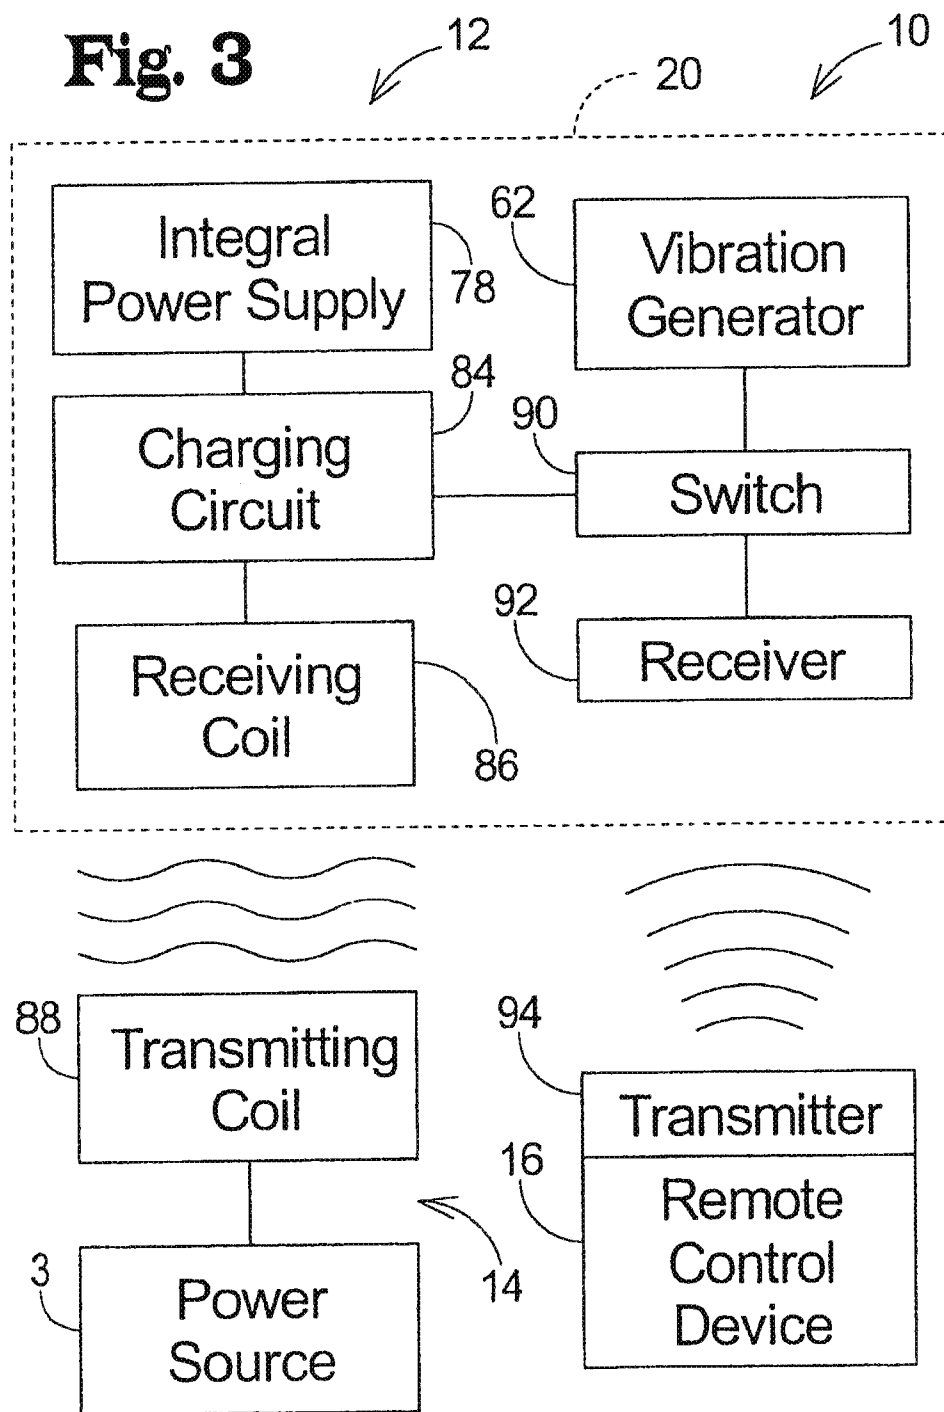 Fig. 3
12
10
20
Integral
Power Supply
78
62
Vibration
Generator
84
Charging
Circuit
90
Switch
92
Receiver
Receiving
Coil
86
88
Transmitting
Coil
94
Transmitter
16
Remote
Control
Device
14
3
Power
Source